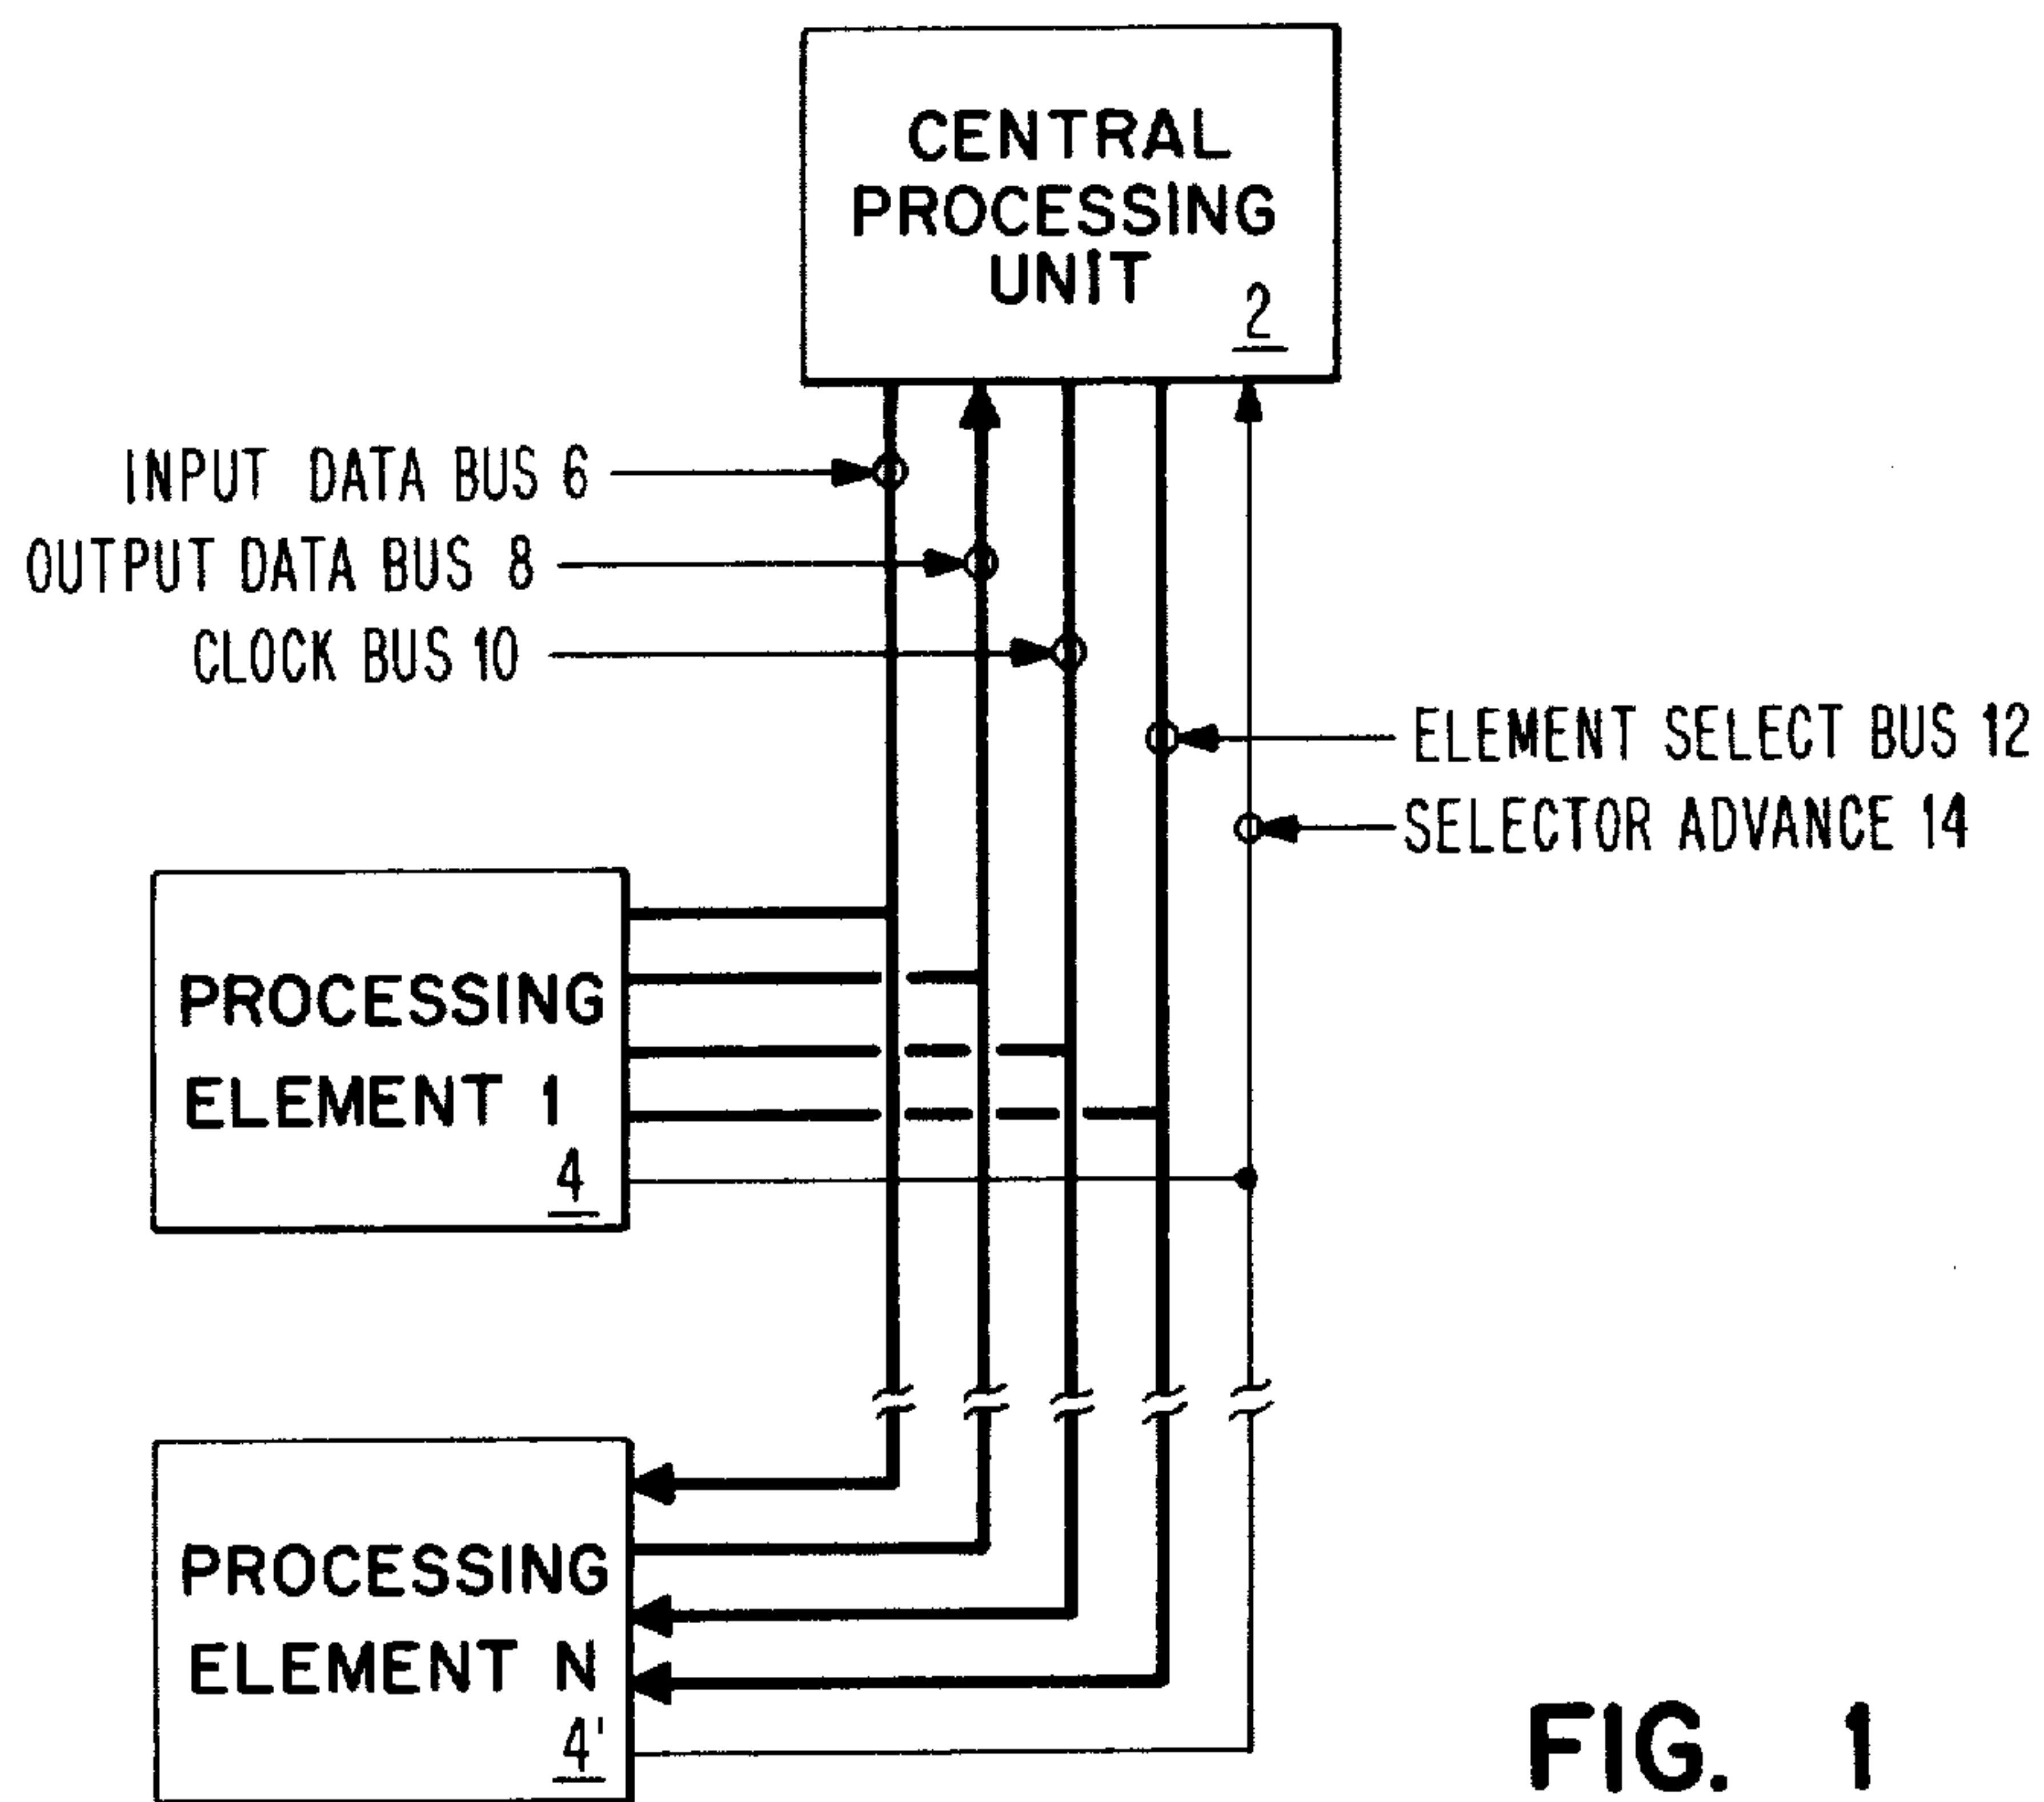 CENTRAL
PROCESSING
UNIT
2
INPUT DATA BUS 6
OUTPUT DATA BUS 8
CLOCK BUS 10
ELEMENT SELECT BUS 12
SELECTOR ADVANCE 14
PROCESSING
ELEMENT 1
4
PROCESSING
ELEMENT N
4'
FIG. 1